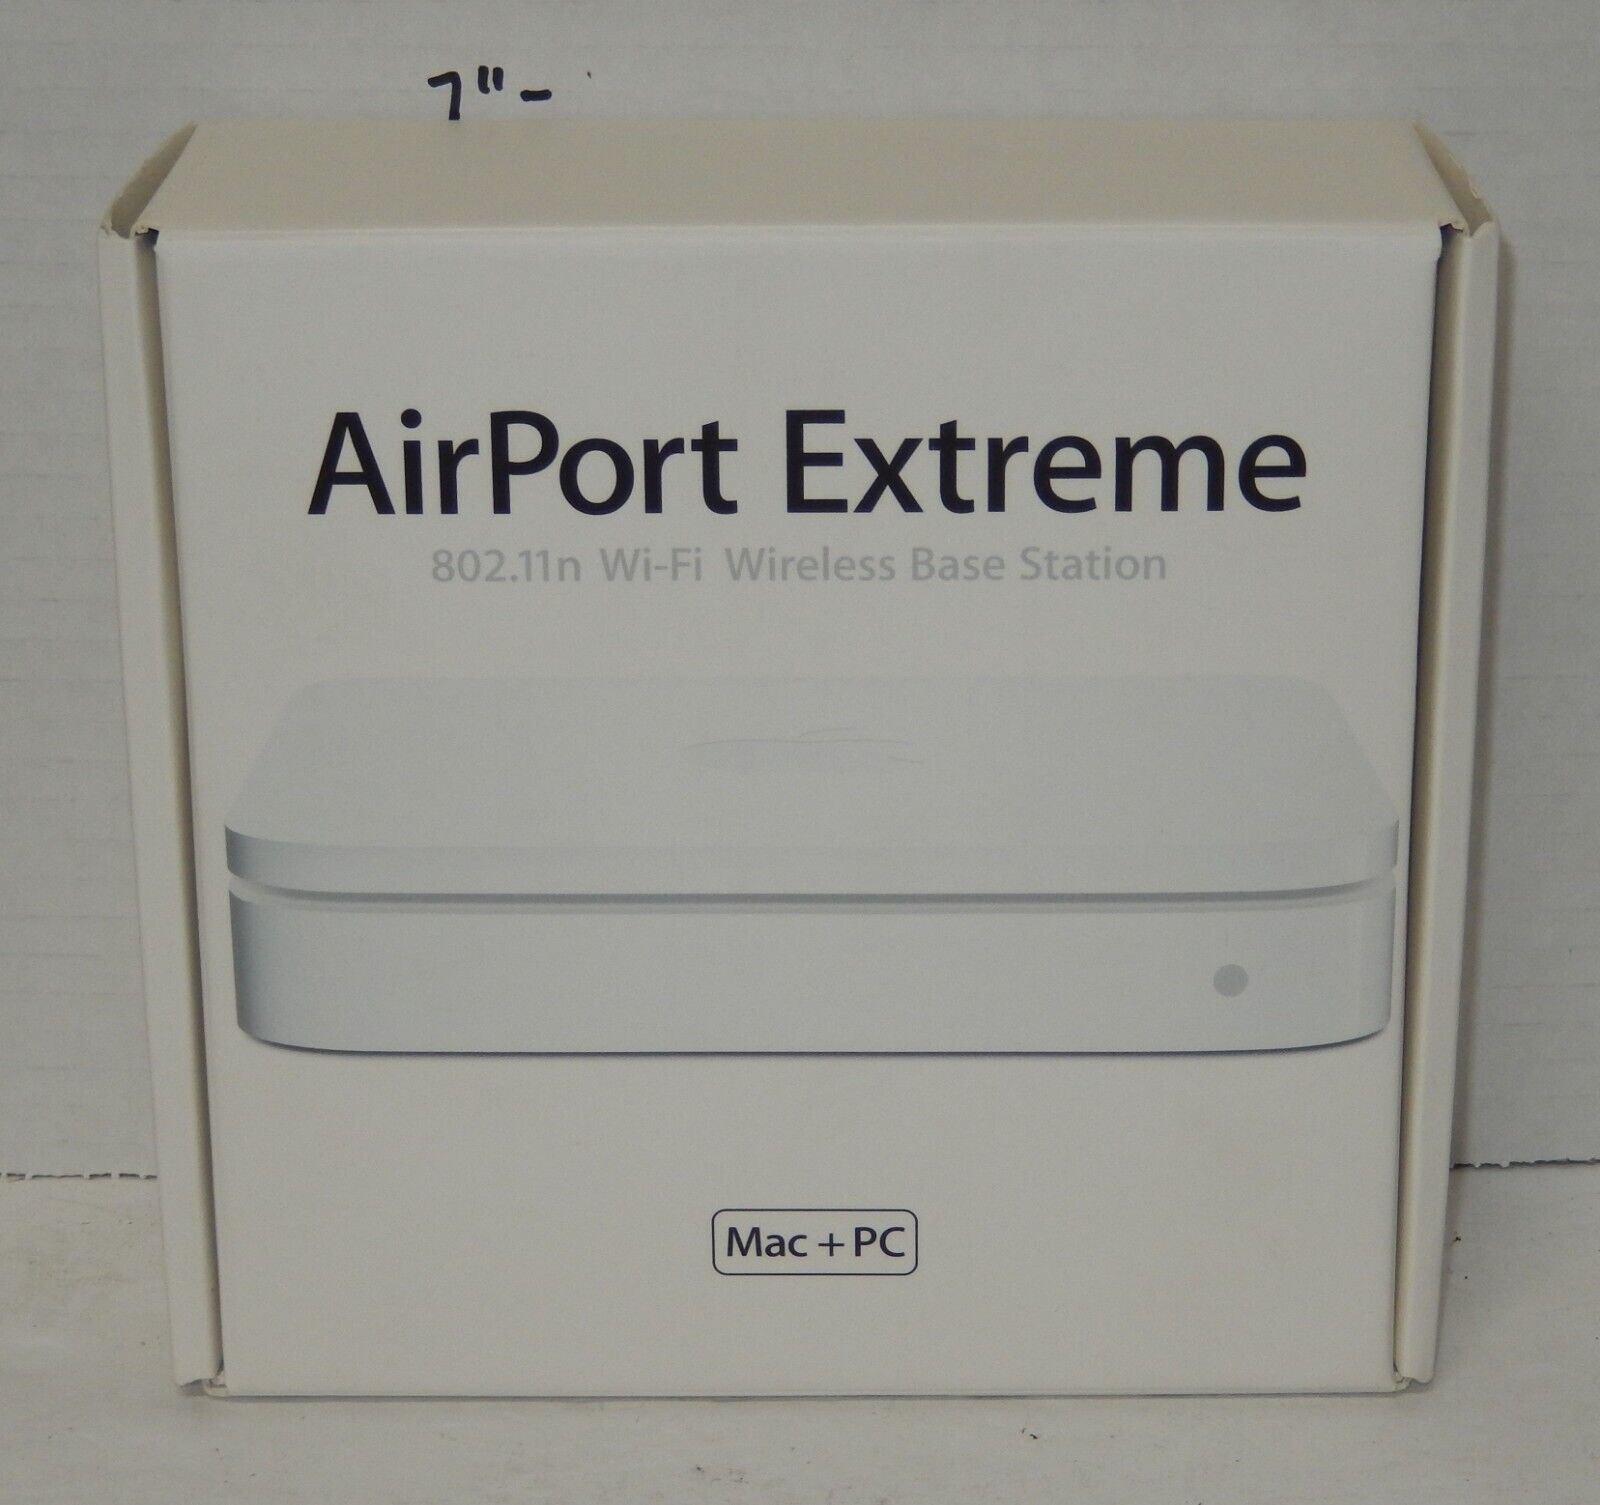 7"-
AirPort Extreme
802.11n Wi-Fi Wireless Base Station
Mac + PC